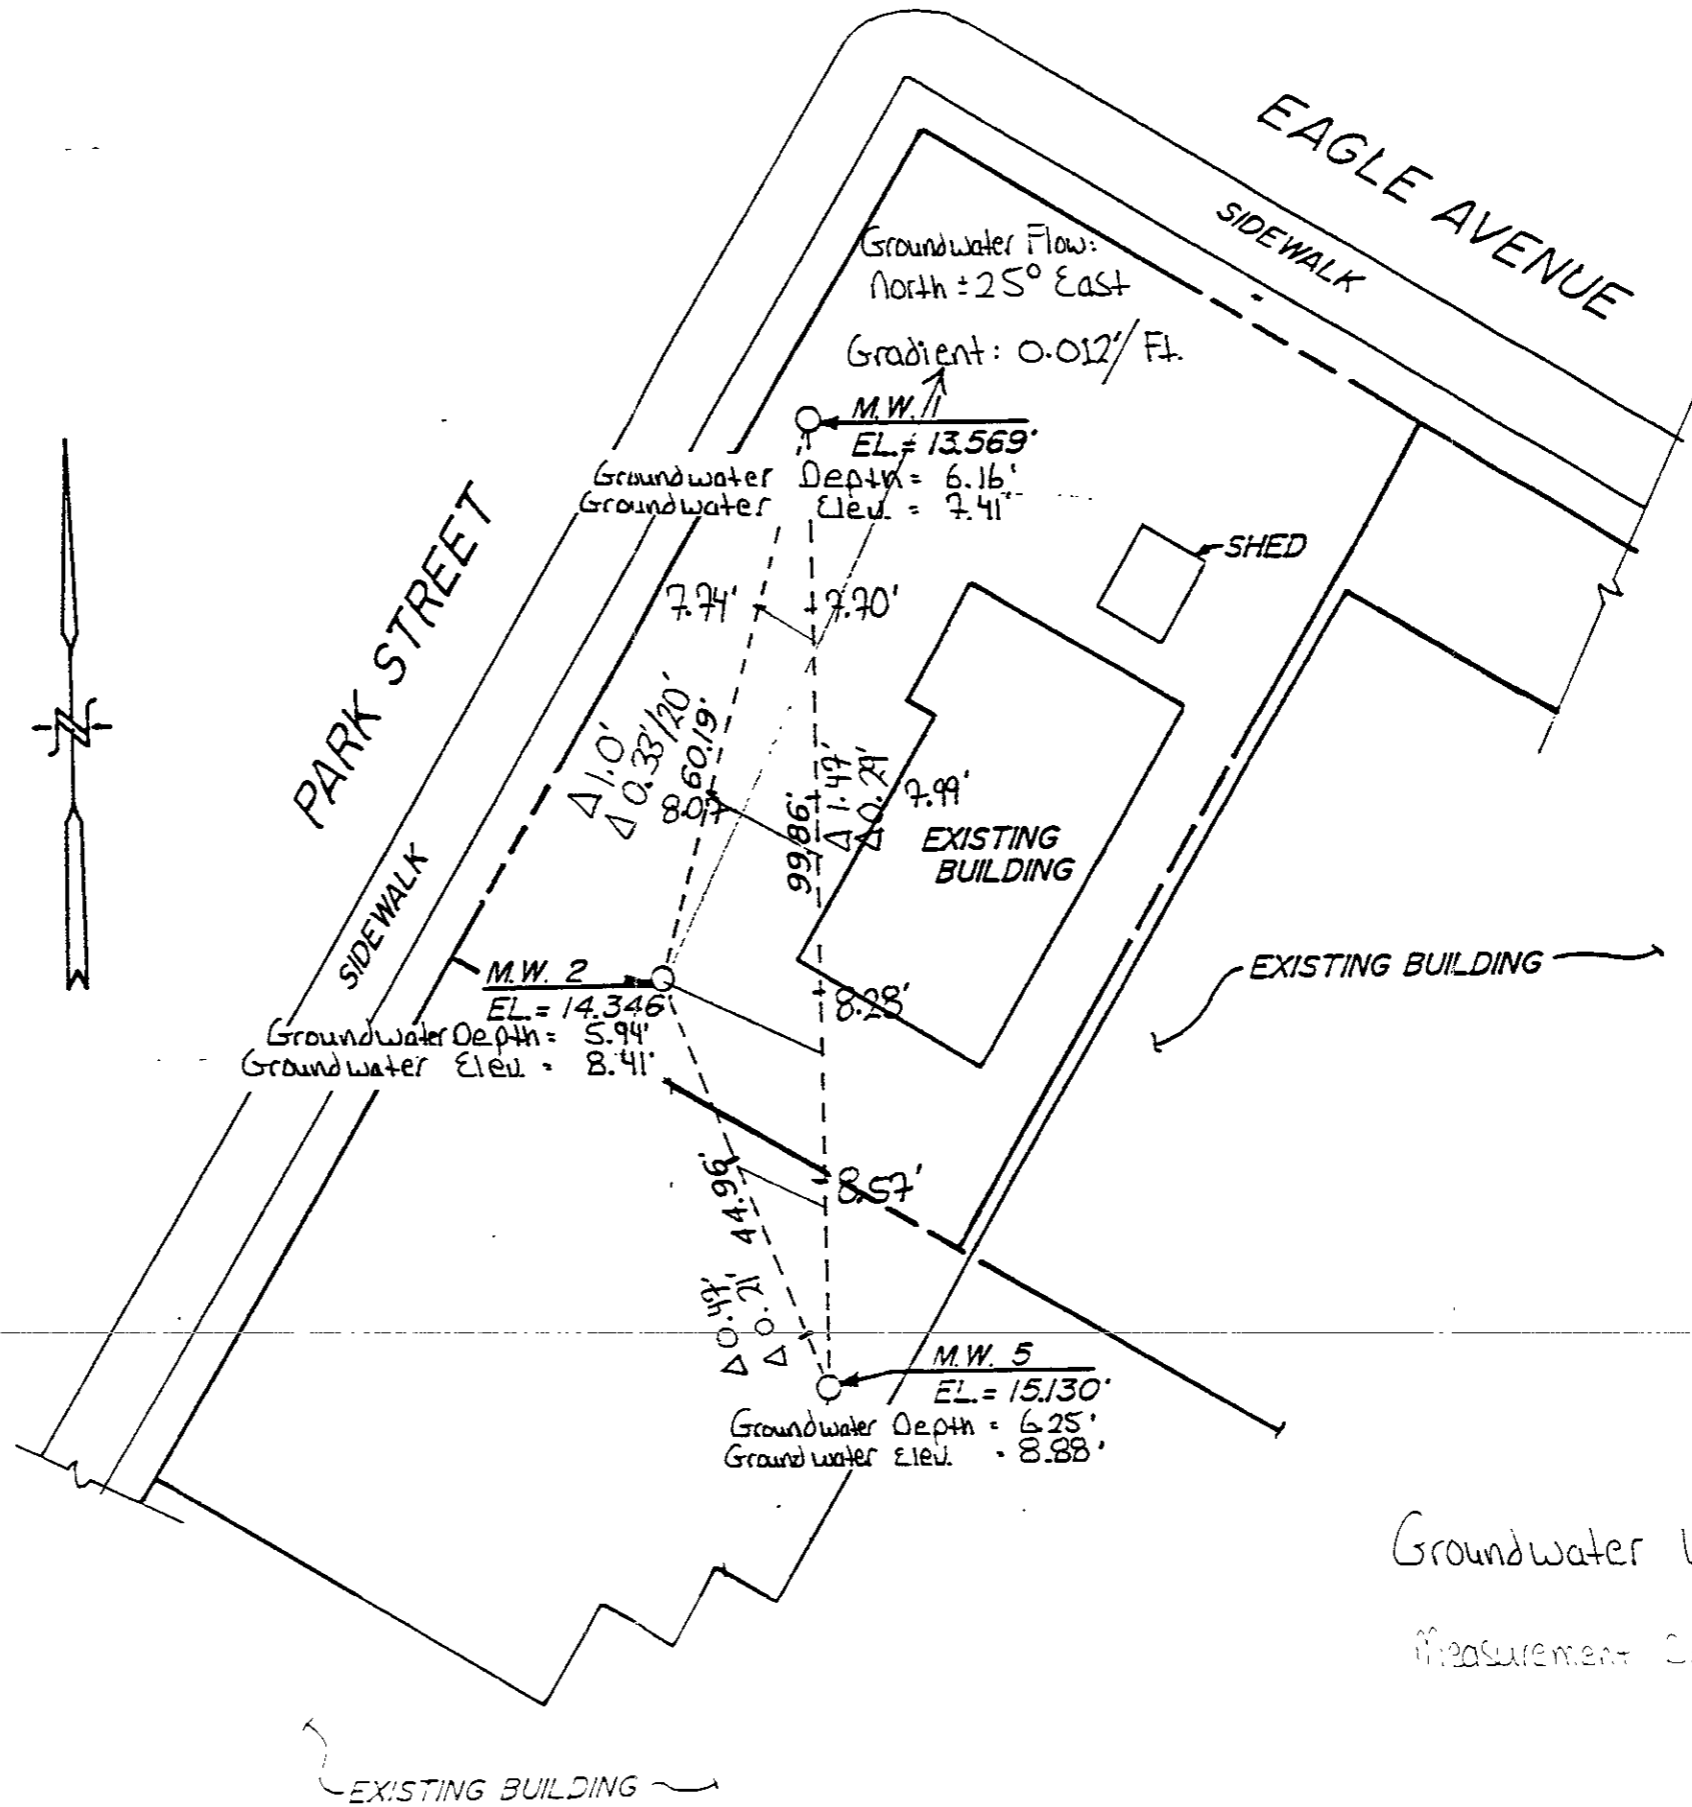 EAGLE AVENUE
SIDEWALK
Groundwater Flow:
North ±25° East
Gradient: 0.012'/Ft.
M.W. 1
EL.= 13.569'
Groundwater Depth = 6.16'
Groundwater Elev. = 7.41'
SHED
PARK STREET
7.74'
7.70'
Δ 1.0'
Δ 0.33'/20'
60.19'
8.07'
99.86'
Δ 1.47'
Δ 0.29'
7.99'
EXISTING
BUILDING
SIDEWALK
EXISTING BUILDING
M.W. 2
EL.= 14.346'
Groundwater Depth = 5.94'
Groundwater Elev. = 8.41'
8.28'
8.57'
44.96'
Δ 0.47'
Δ 0.21'
M.W. 5
EL.= 15.130'
Groundwater Depth = 6.25'
Groundwater Elev. = 8.88'
Groundwater
Measurement
EXISTING BUILDING